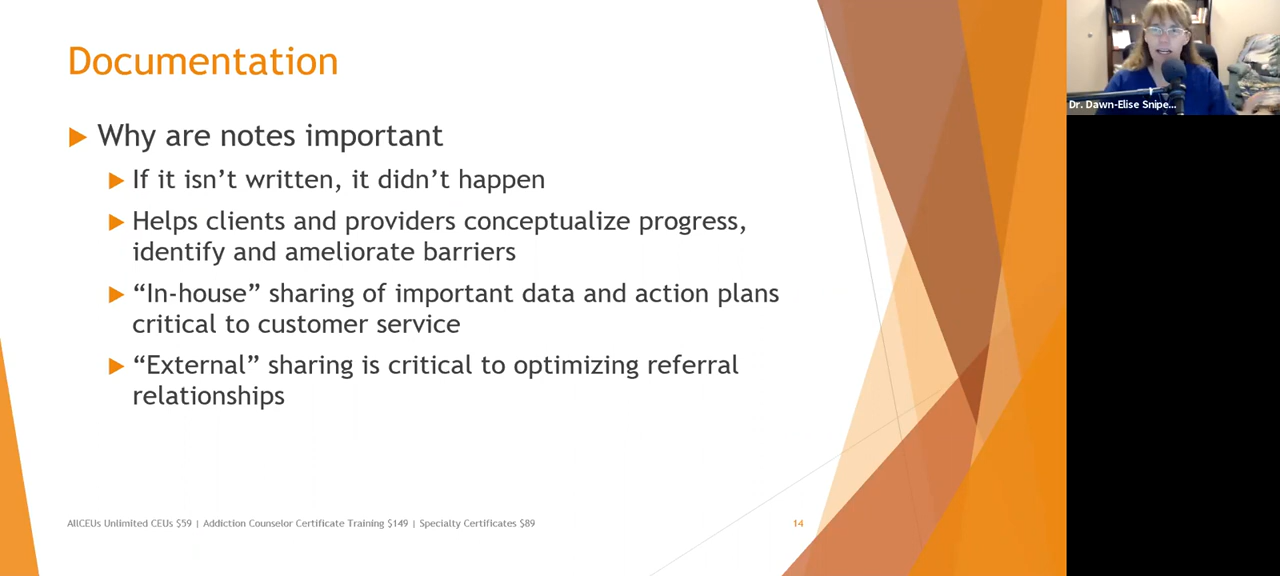 Documentation
Why are notes important
If it isn’t written, it didn’t happen
Helps clients and providers conceptualize progress,
identify and ameliorate barriers
“In-house” sharing of important data and action plans
critical to customer service
“External” sharing is critical to optimizing referral
relationships
AllCEUs Unlimited CEUs $59 | Addiction Counselor Certificate Training $149 | Specialty Certificates $89
14
Dr. Dawn-Elise Snipe...